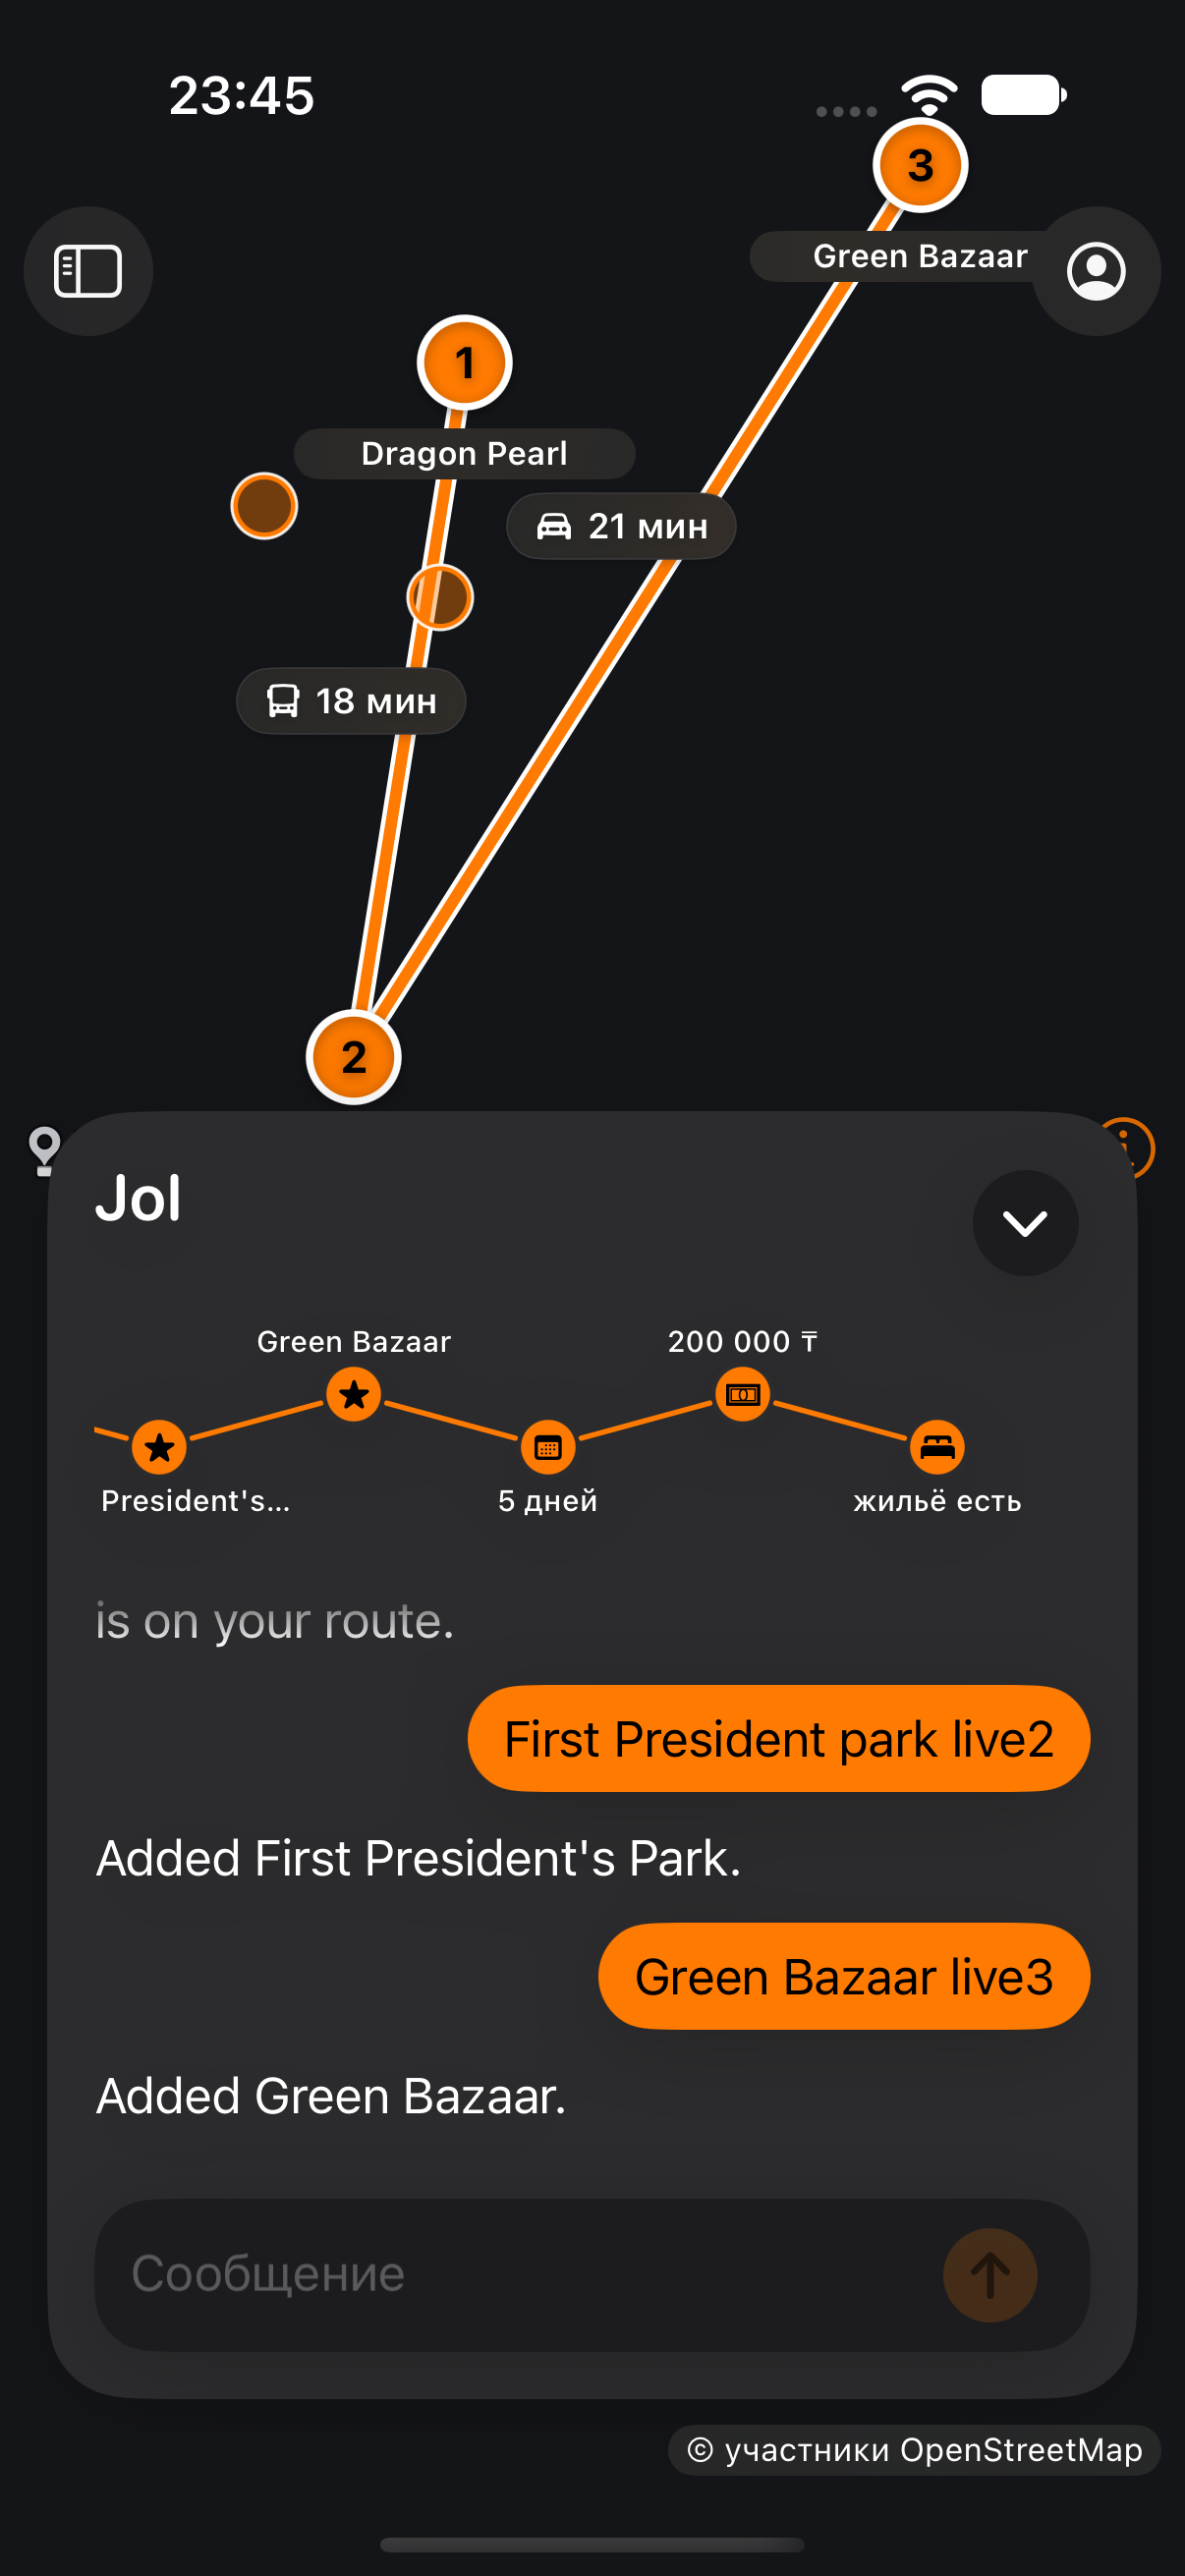 23:45
3
Green Bazaar
1
Dragon Pearl
21 мин
18 мин
2
Jol
Green Bazaar
200 000 ₸
President's...
5 дней
жильё есть
is on your route.
First President park live2
Added First President's Park.
Green Bazaar live3
Added Green Bazaar.
Сообщение
© участники OpenStreetMap